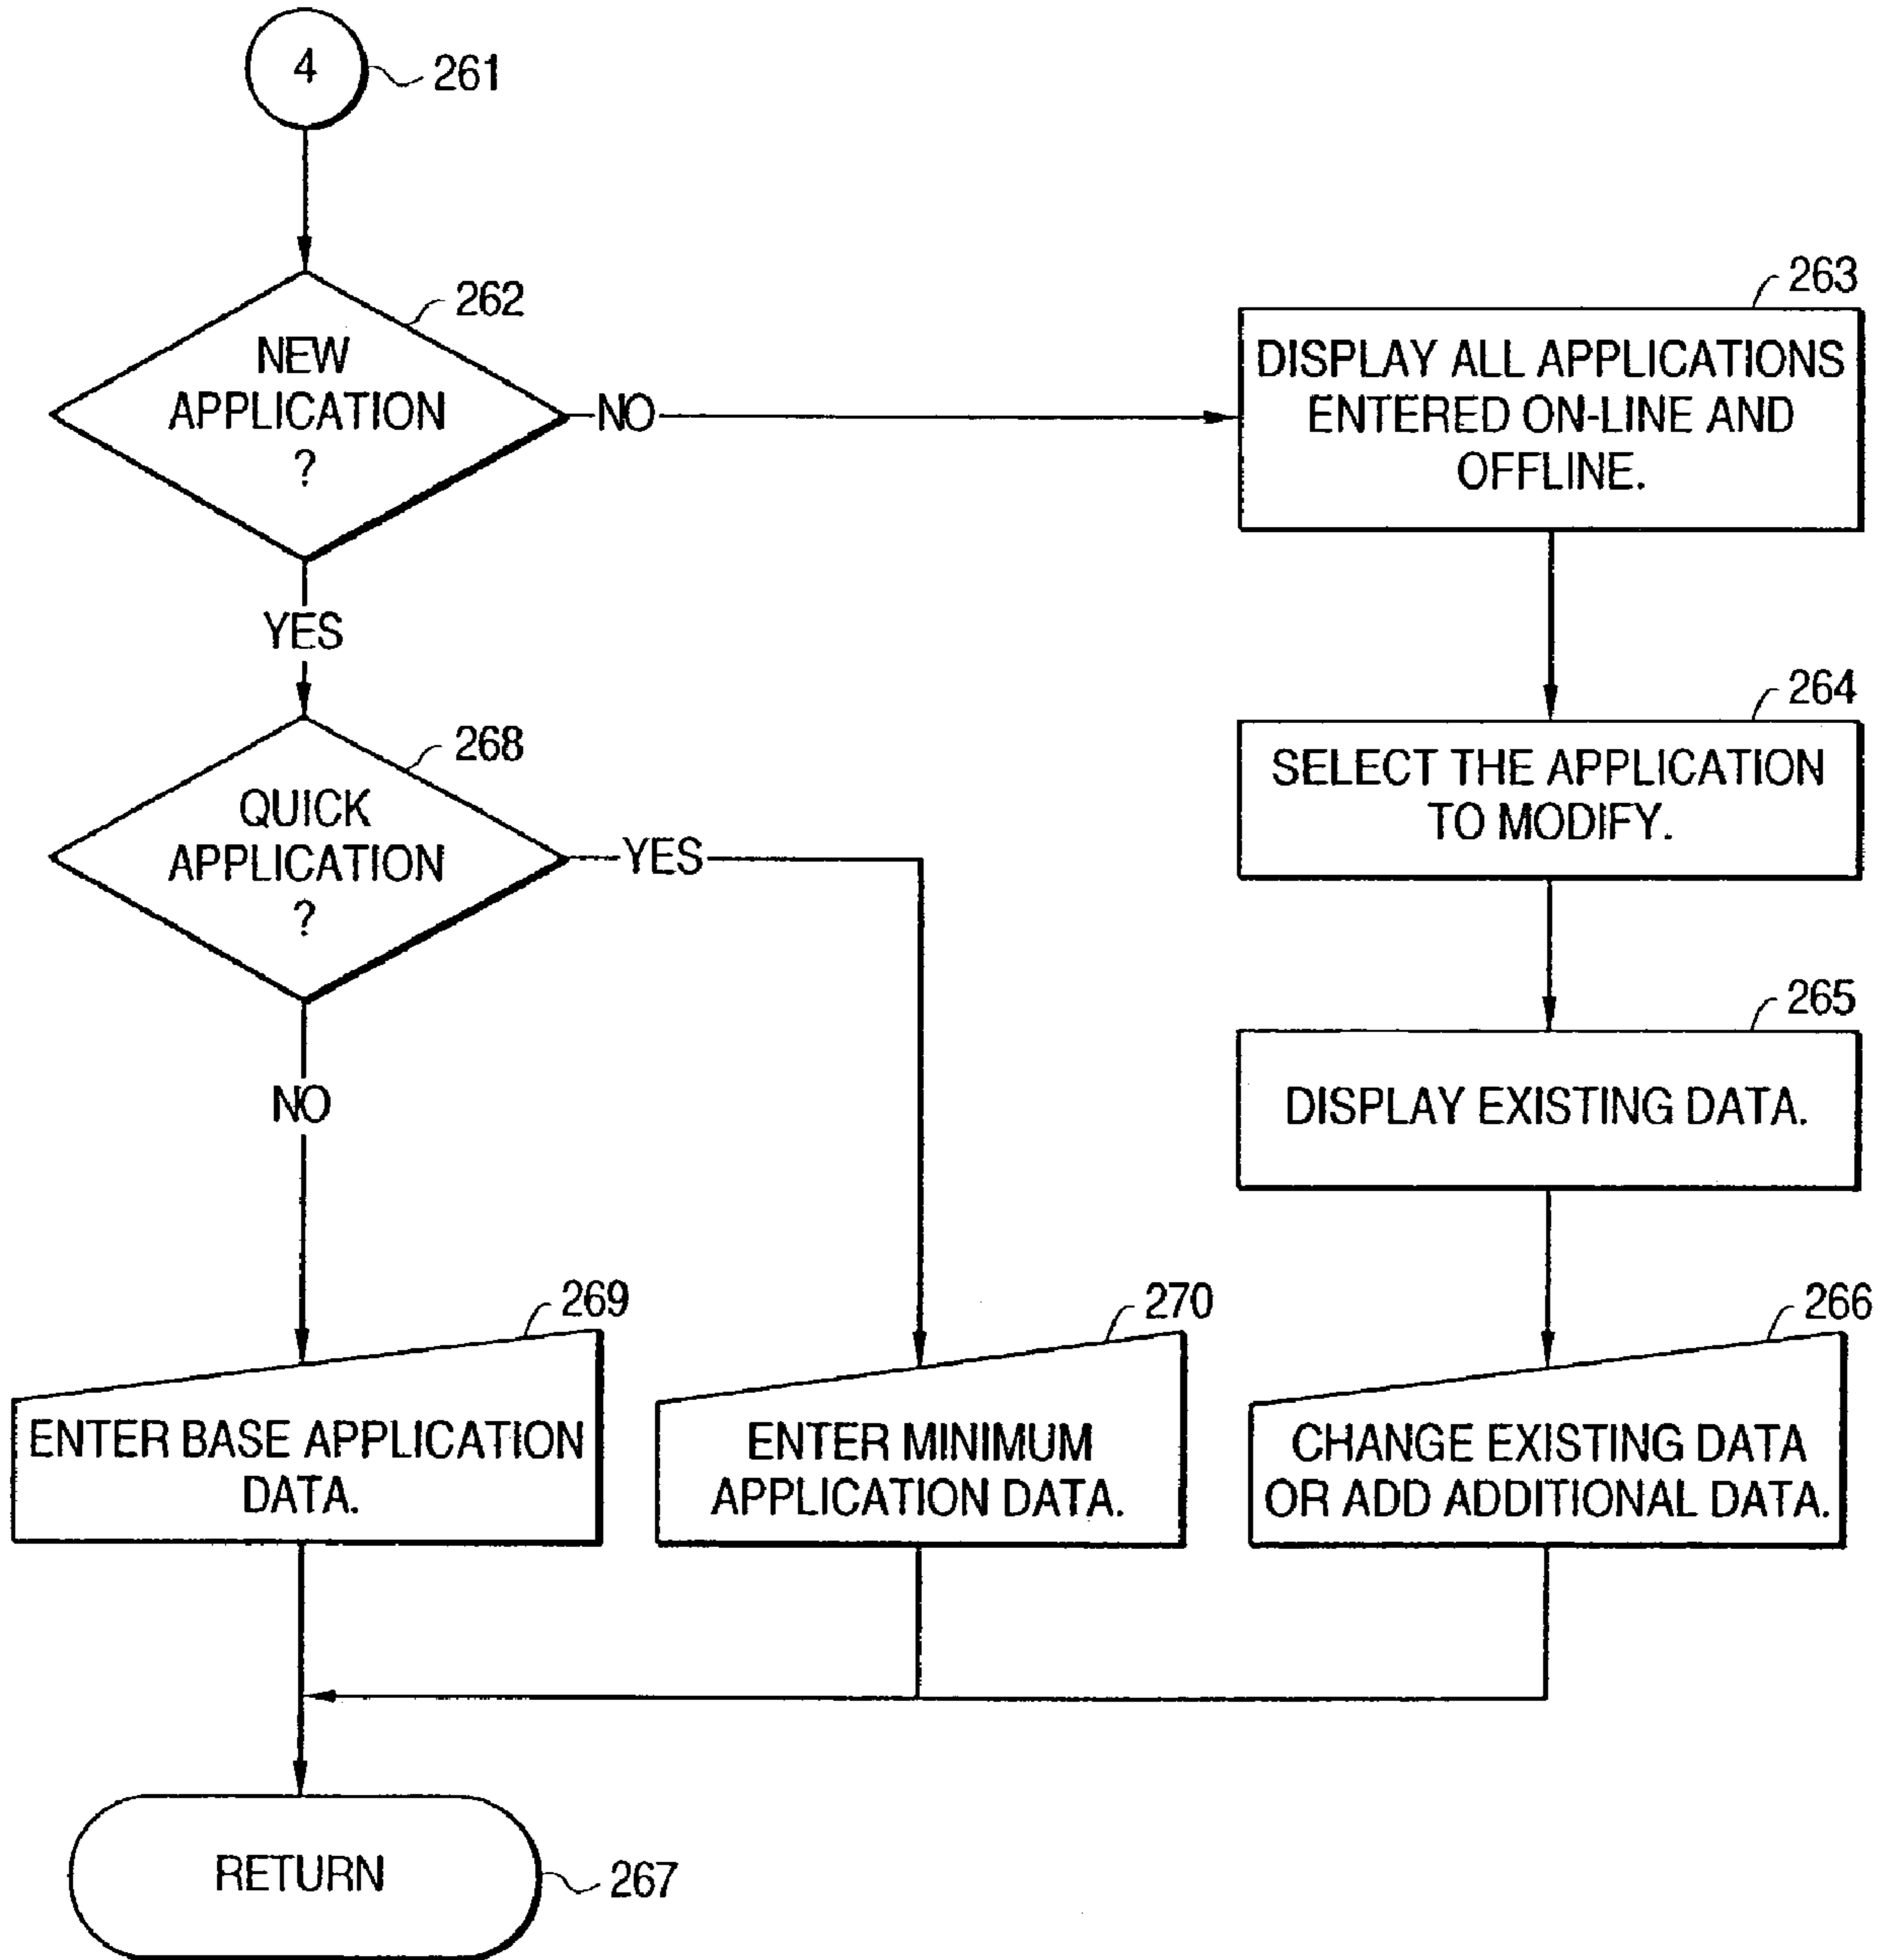 4
261
262
NEW
APPLICATION
?
NO
263
DISPLAY ALL APPLICATIONS
ENTERED ON-LINE AND
OFFLINE.
YES
264
SELECT THE APPLICATION
TO MODIFY.
268
QUICK
APPLICATION
?
YES
265
DISPLAY EXISTING DATA.
NO
269
ENTER BASE APPLICATION
DATA.
270
ENTER MINIMUM
APPLICATION DATA.
266
CHANGE EXISTING DATA
OR ADD ADDITIONAL DATA.
RETURN
267